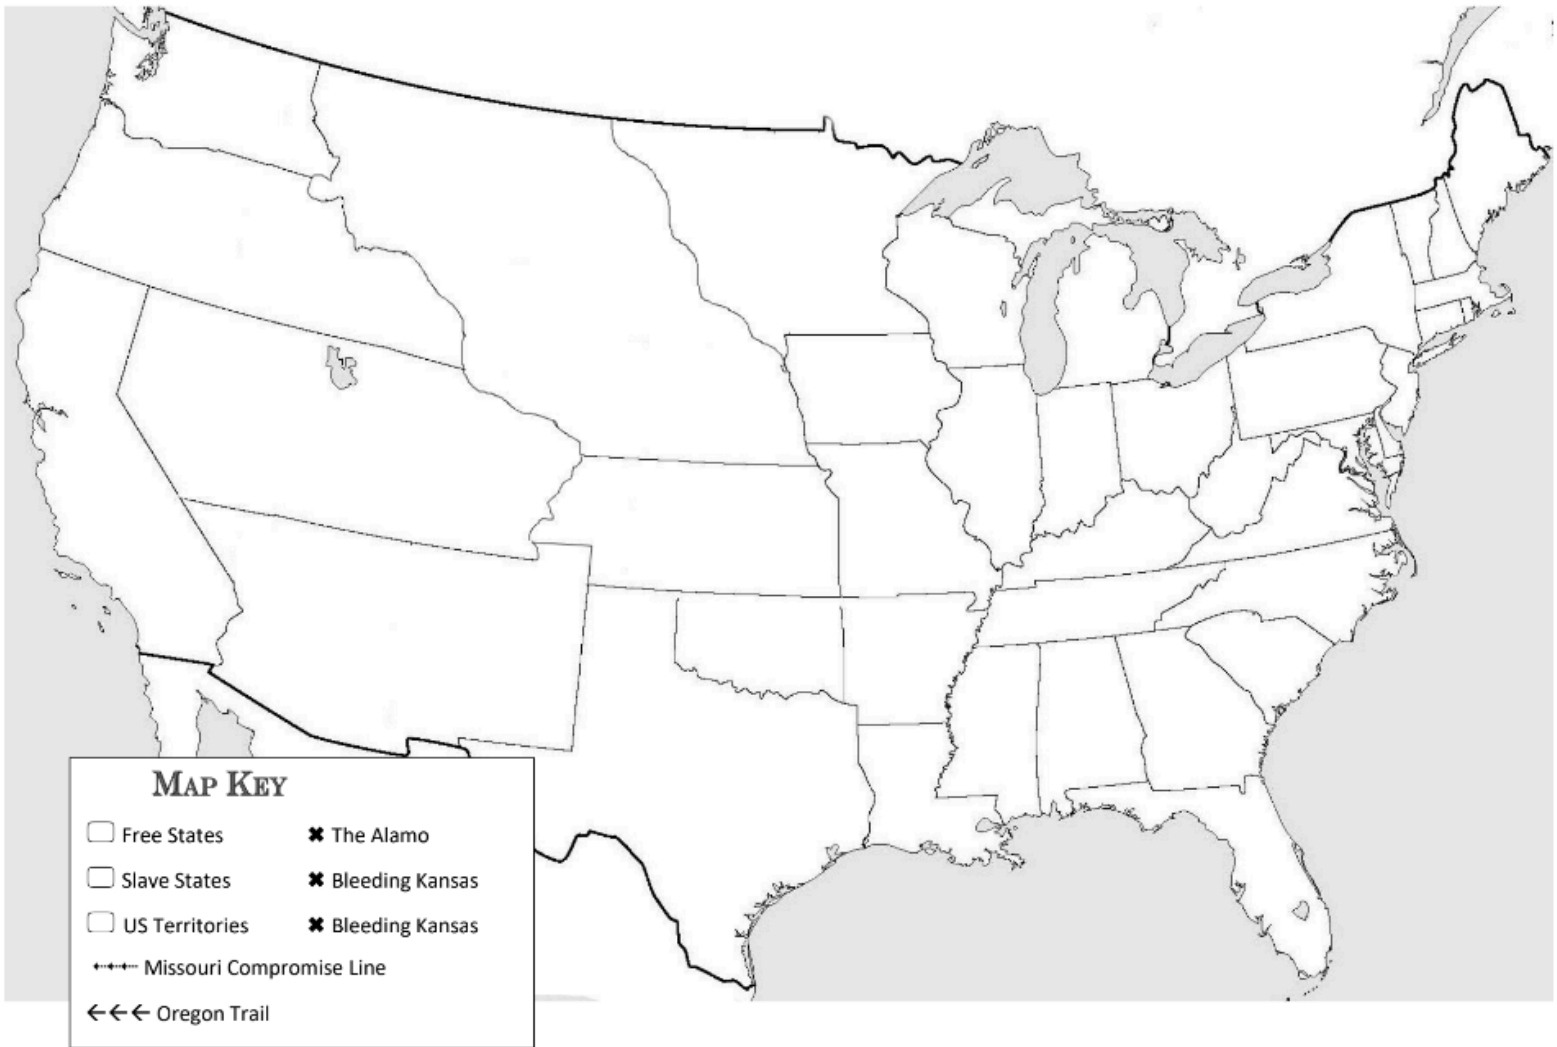 MAP KEY
Free States
The Alamo
Slave States
Bleeding Kansas
US Territories
Bleeding Kansas
Missouri Compromise Line
Oregon Trail